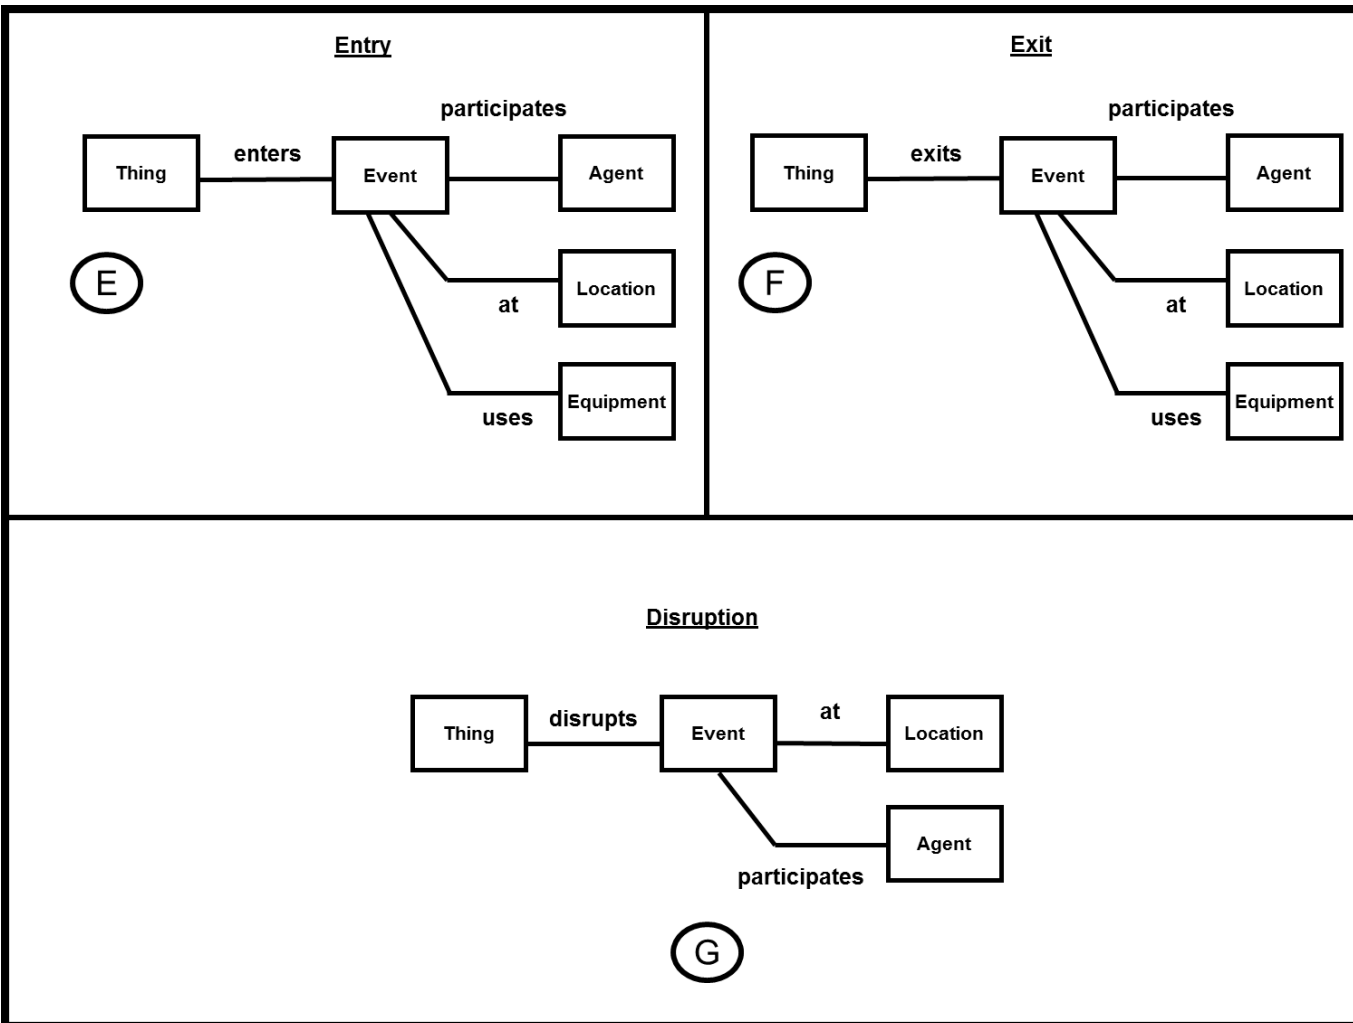 Entry
participates
Thing
enters
Event
Agent
E
Location
at
Equipment
uses
Exit
participates
Thing
exits
Event
Agent
F
Location
at
Equipment
uses
Disruption
Thing
disrupts
Event
at
Location
Agent
participates
G